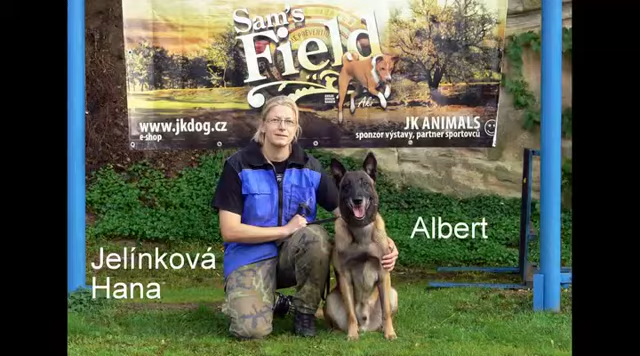 Sam's
Field
www.jkdog.cz
e-shop
JK ANIMALS
sponzor výstavy, partner sportovců
Albert
Jelínková
Hana